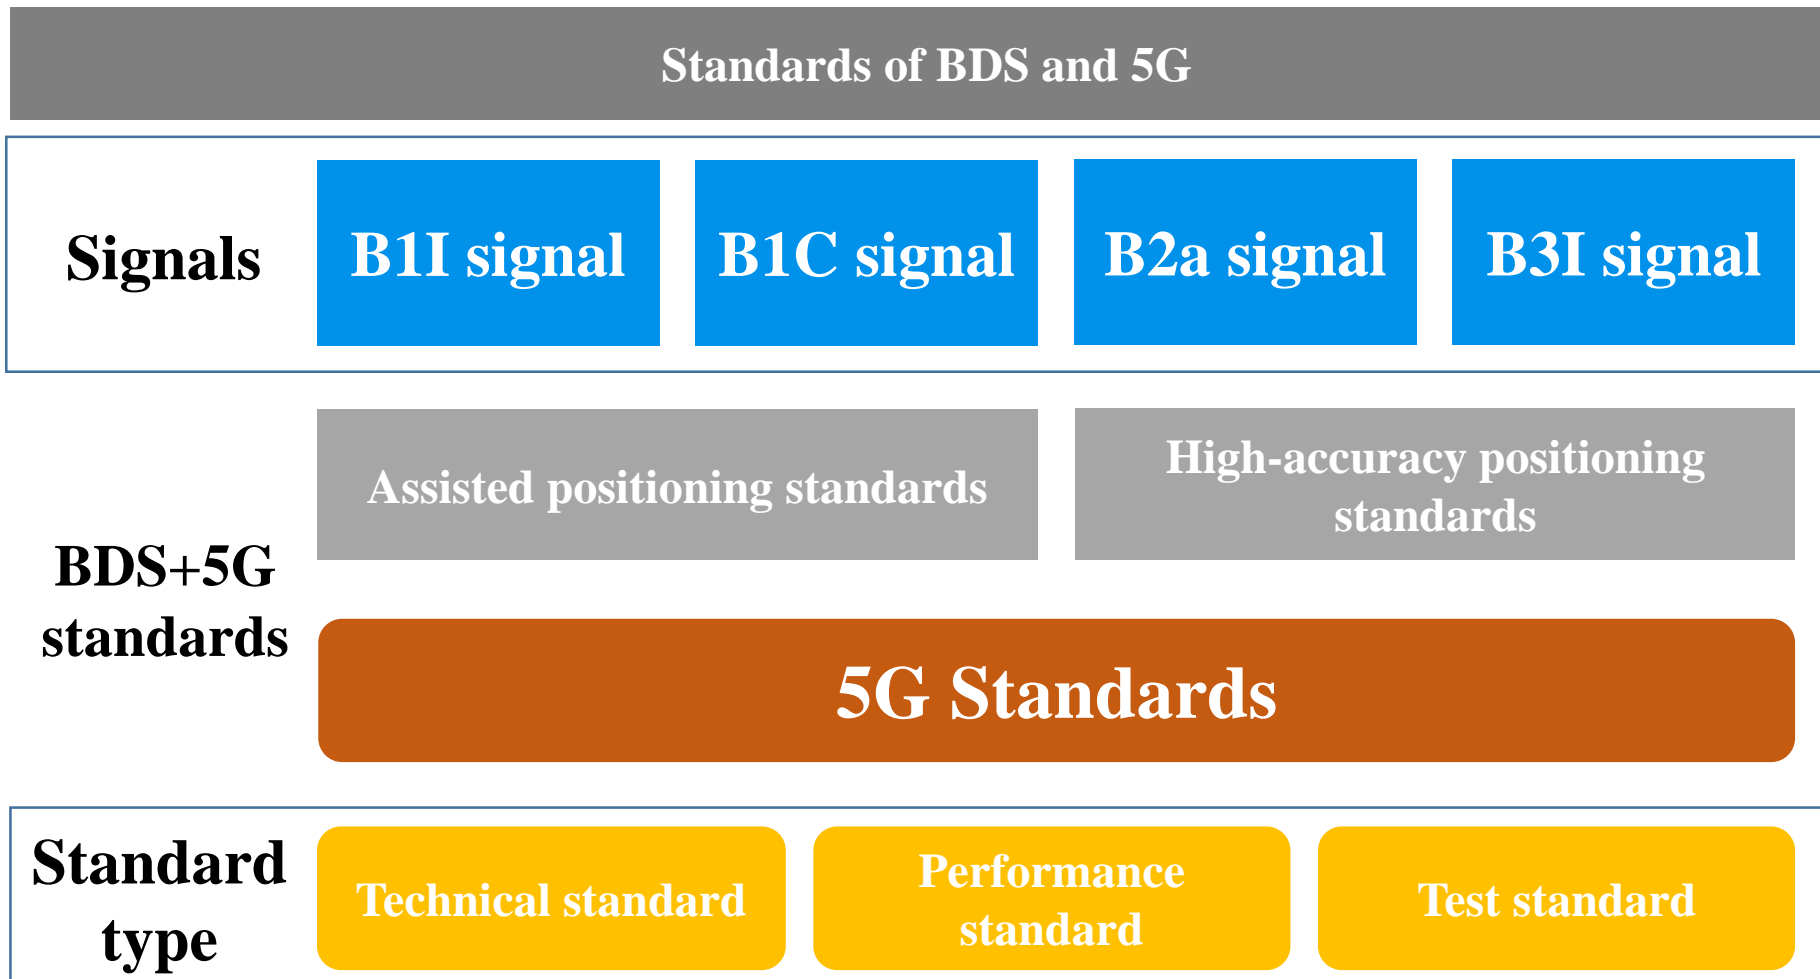 Standards of BDS and 5G
Signals
B1I signal
B1C signal
B2a signal
B3I signal
BDS+5G
standards
Assisted positioning standards
High-accuracy positioning
standards
5G Standards
Standard
type
Technical standard
Performance
standard
Test standard